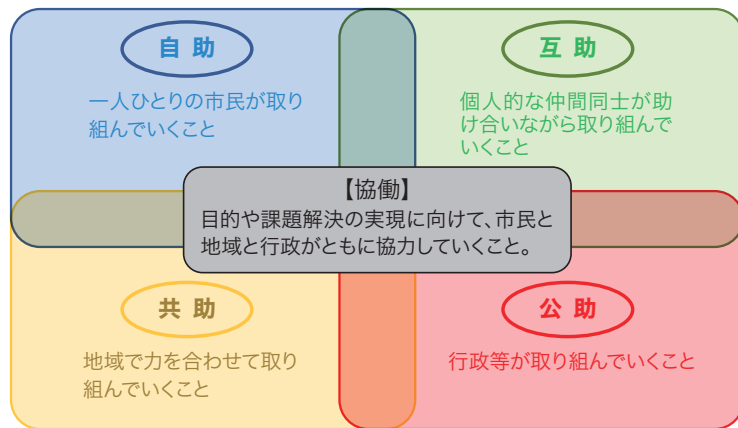 自 助
一人ひとりの市民が取り
組んでいくこと
互 助
個人的な仲間同士が助
け合いながら取り組んで
いくこと
【協働】
目的や課題解決の実現に向けて、市民と
地域と行政がともに協力していくこと。
共 助
地域で力を合わせて取り
組んでいくこと
公 助
行政等が取り組んでいくこと